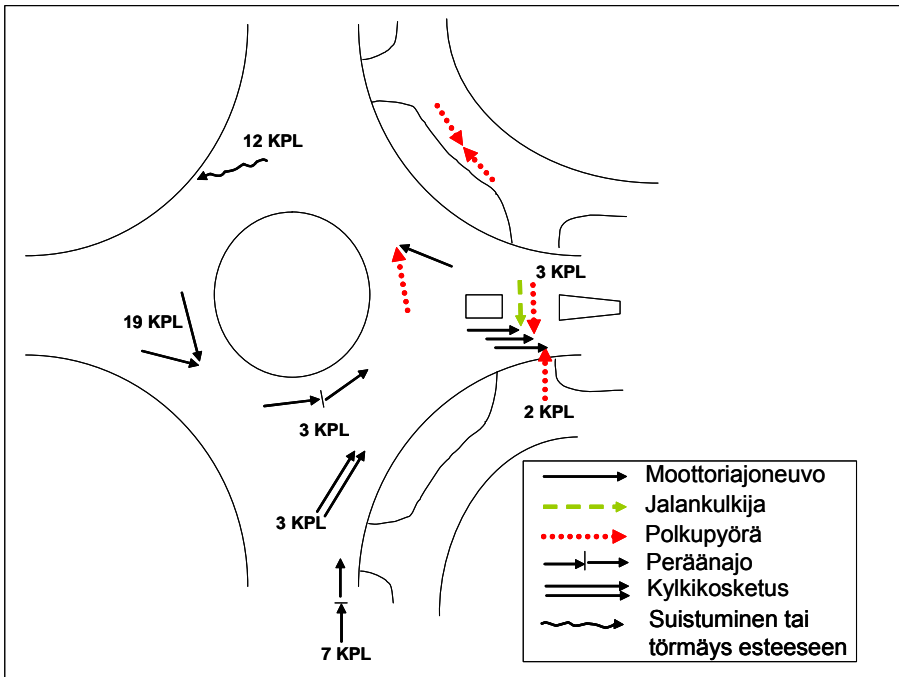 12 KPL
3 KPL
19 KPL
3 KPL
2 KPL
3 KPL
7 KPL
Moottoriajoneuvo
Jalankulkija
Polkupyörä
Peräänajo
Kylkikosketus
Suistuminen tai
törmäys esteeseen